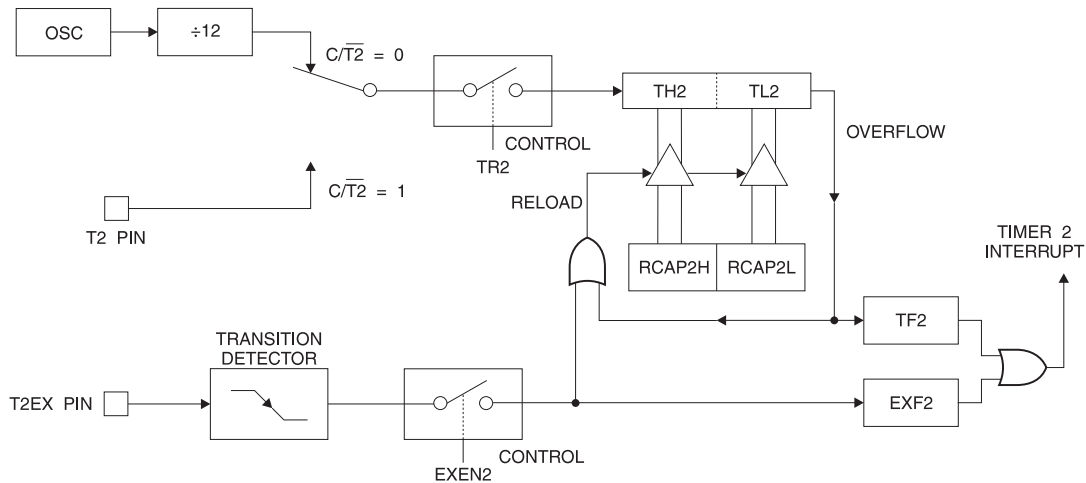 OSC
÷12
C/T2̅ = 0
TH2
TL2
OVERFLOW
CONTROL
TR2
C/T2̅ = 1
RELOAD
T2 PIN
TIMER 2
INTERRUPT
RCAP2H
RCAP2L
TF2
TRANSITION
DETECTOR
T2EX PIN
EXF2
CONTROL
EXEN2